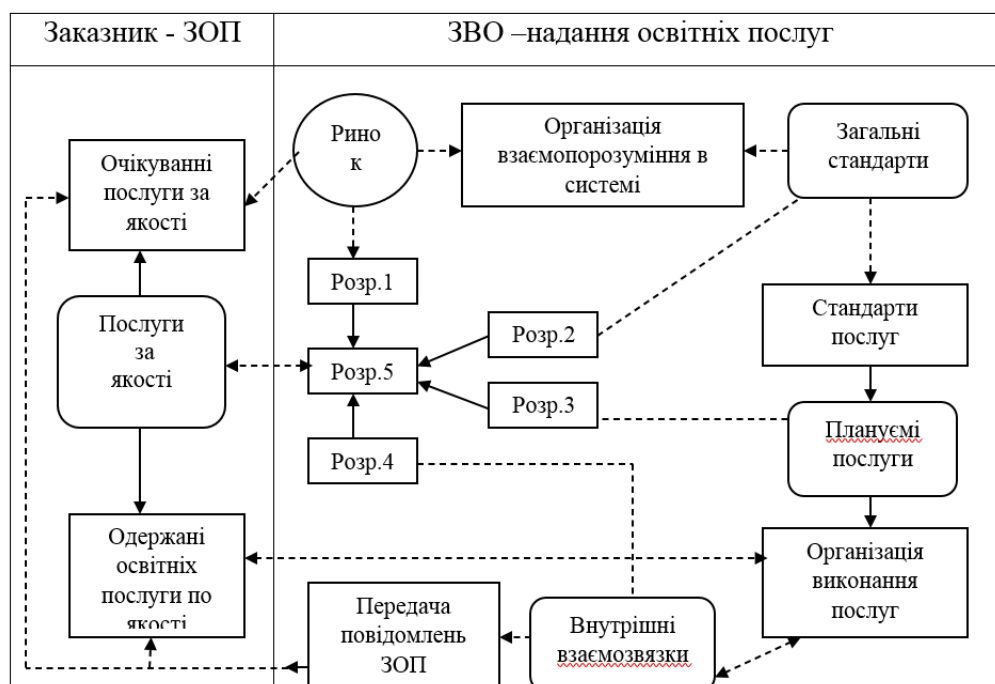 Заказник - ЗОП
ЗВО –надання освітніх послуг
Очікуванні
послуги за
якості
Рино
к
Організація
взаємопорозуміння в
системі
Загальні
стандарти
Розр.1
Послуги
за
якості
Розр.5
Розр.2
Розр.3
Розр.4
Стандарти
послуг
Плануємі
послуги
Одержані
освітніх
послуги по
якості
Організація
виконання
послуг
Передача
повідомлень
ЗОП
Внутрішні
взаємозвязки